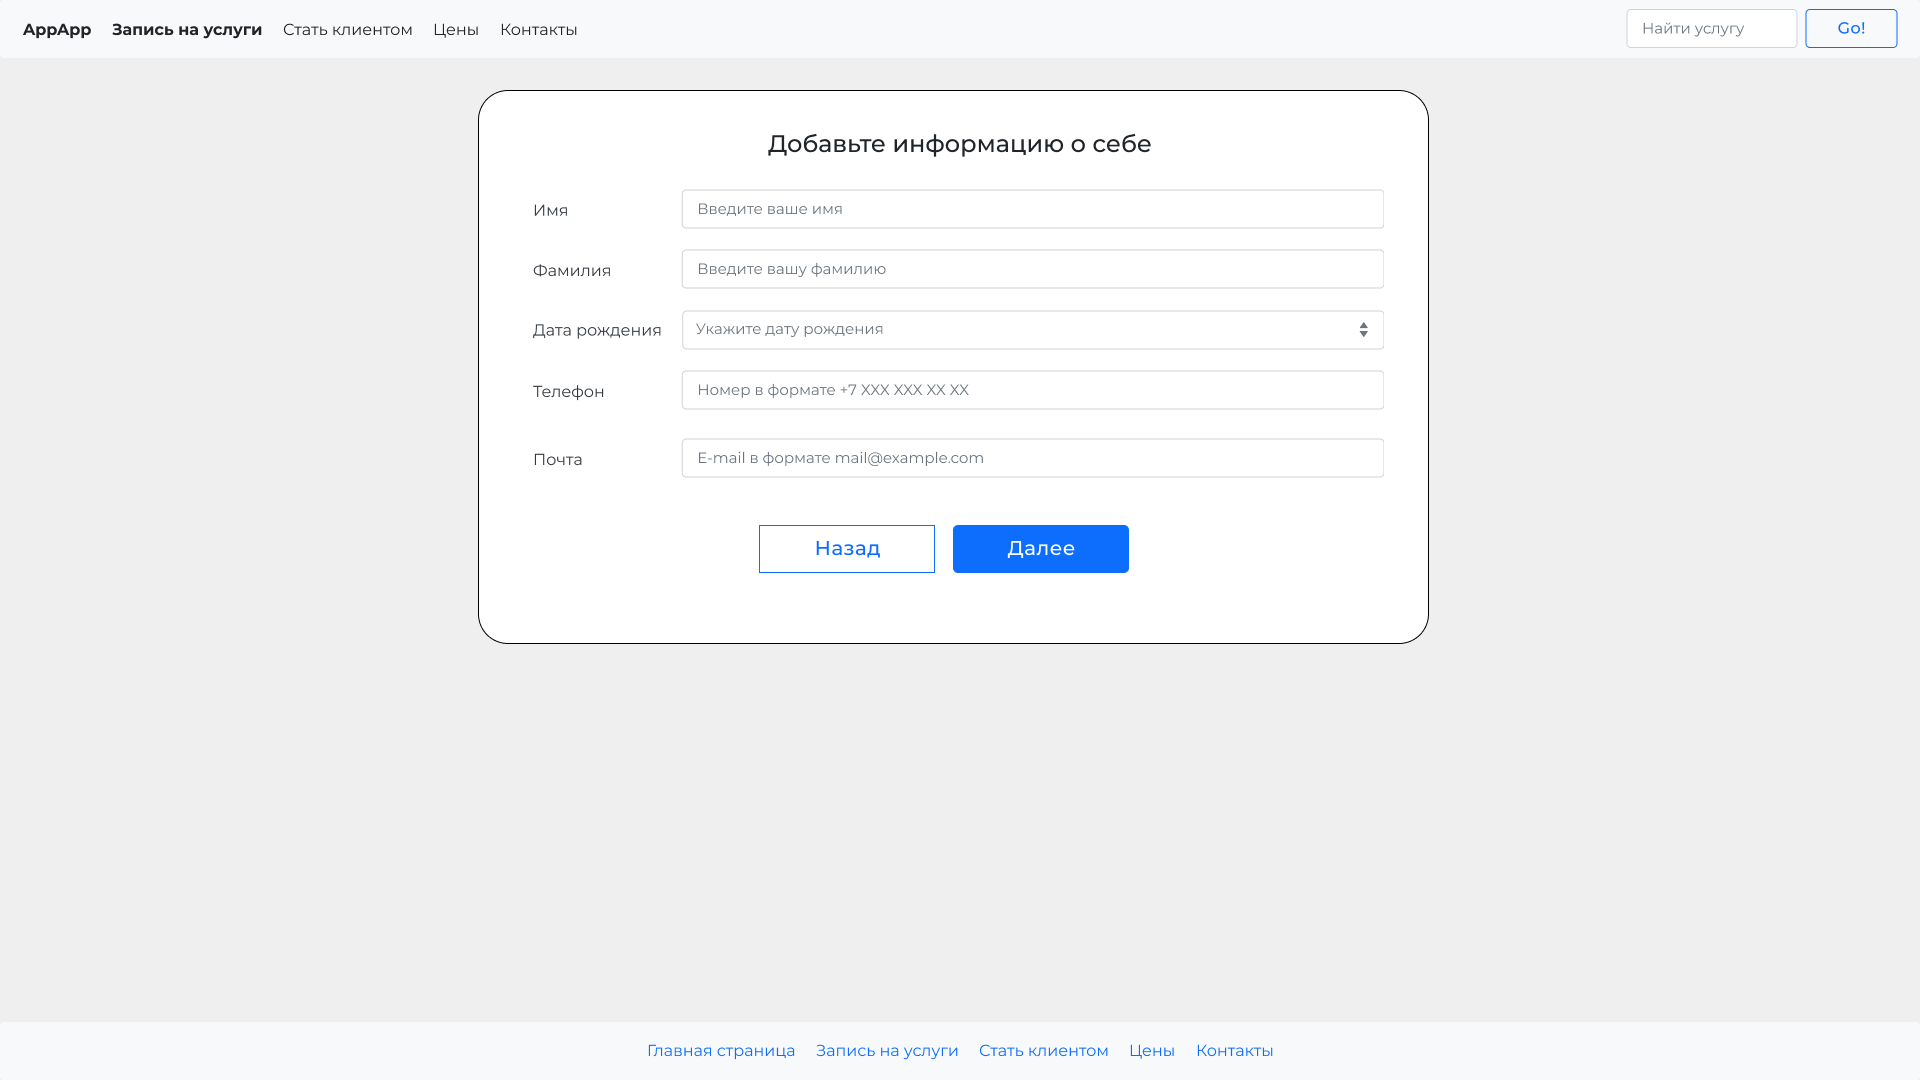 AppApp Запись на услуги Стать клиентом Цены Контакты Найти услугу Go!
Добавьте информацию о себе
Имя Введите ваше имя
Фамилия Введите вашу фамилию
Дата рождения Укажите дату рождения
Телефон Номер в формате +7 XXX XXX XX XX
Почта E-mail в формате mail@example.com
Назад Далее
Главная страница Запись на услуги Стать клиентом Цены Контакты